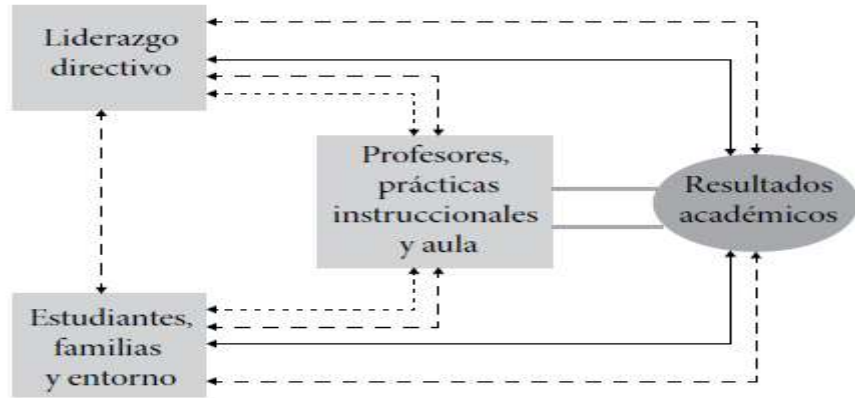 Liderazgo
directivo
Profesores,
prácticas
instruccionales
y aula
Resultados
académicos
Estudiantes,
familias
y entorno